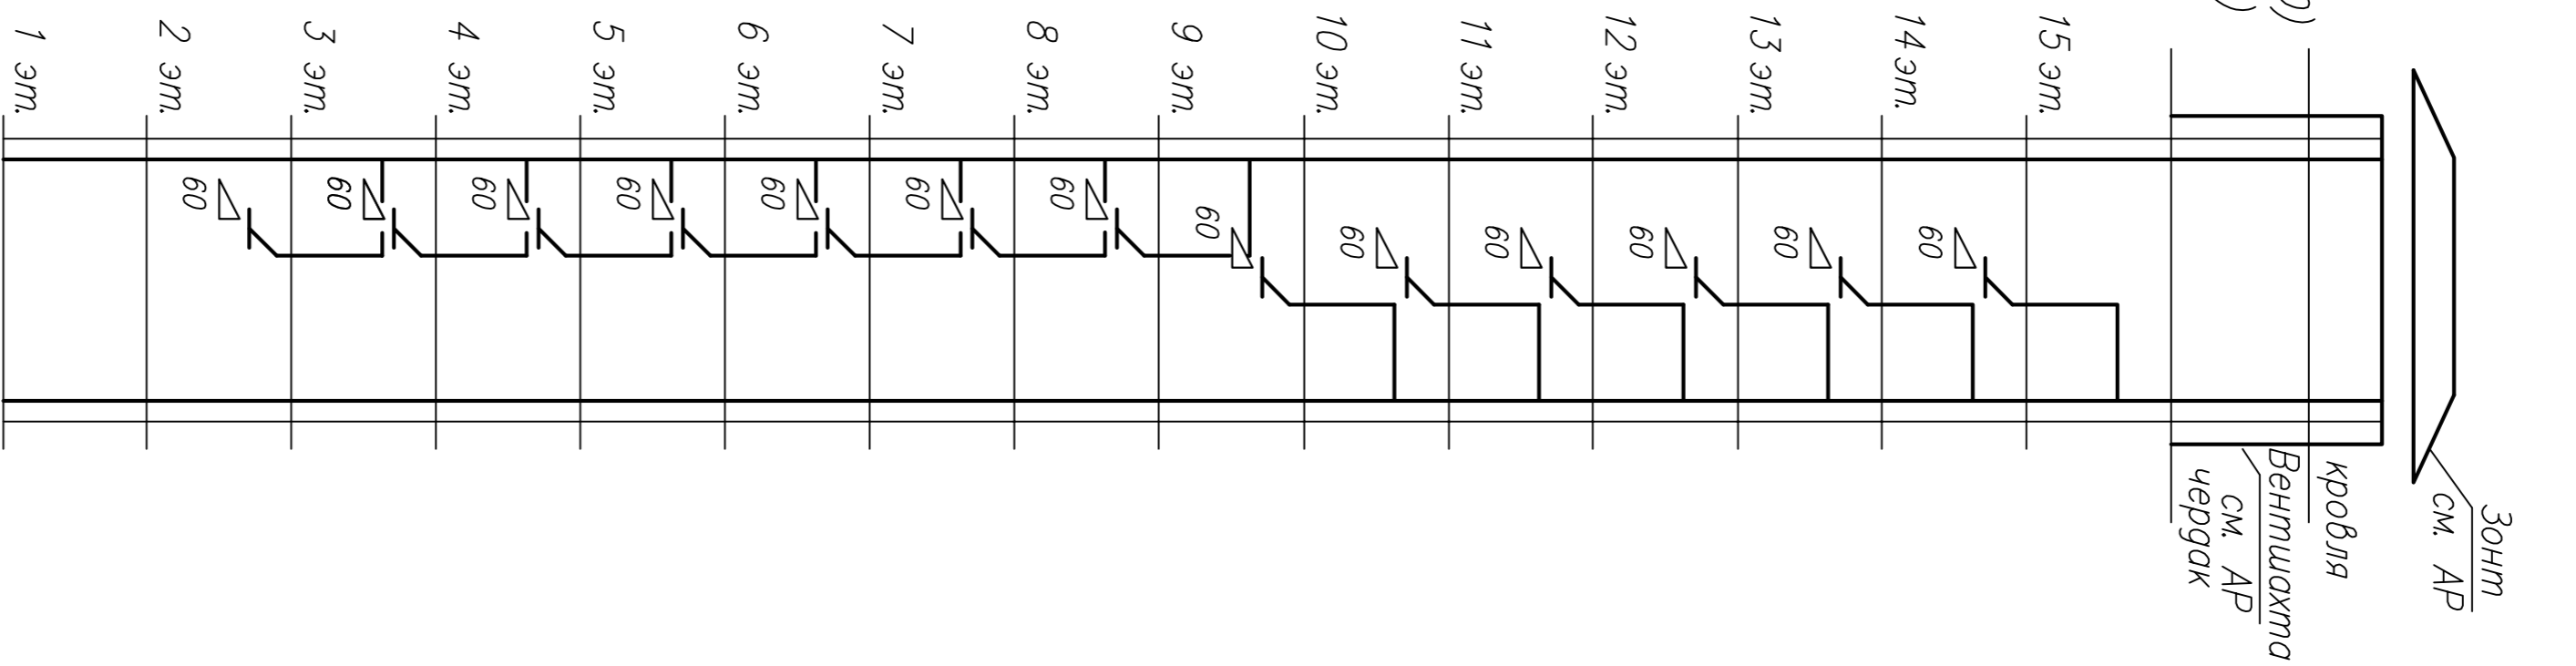 Зонт
см. АР
кровля
Вентшахта
см. АР
чердак
15 эт.
14 эт.
60
13 эт.
60
12 эт.
60
11 эт.
60
10 эт.
60
9 эт.
60
8 эт.
60
7 эт.
60
6 эт.
60
5 эт.
60
4 эт.
60
3 эт.
60
2 эт.
60
1 эт.